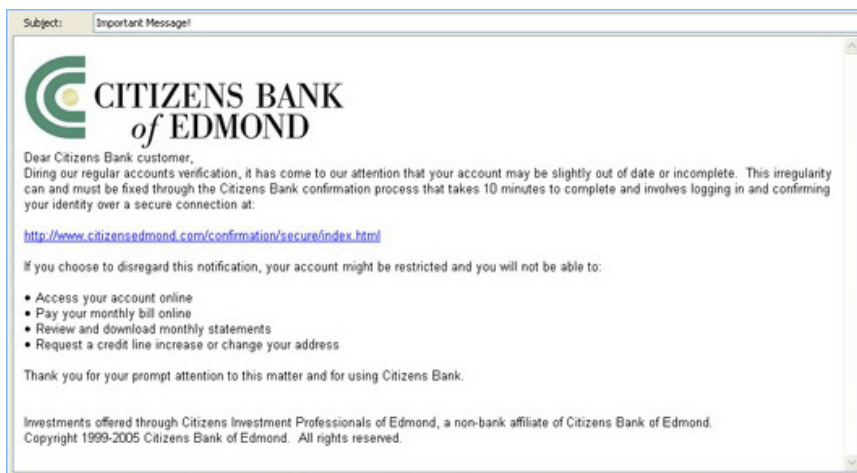 Subject: Important Message!
CITIZENS BANK
of EDMOND
Dear Citizens Bank customer,
Diring our regular accounts verification, it has come to our attention that your account may be slightly out of date or incomplete. This irregularity
can and must be fixed through the Citizens Bank confirmation process that takes 10 minutes to complete and involves logging in and confirming
your identity over a secure connection at:
http://www.citizensedmond.com/confirmation/secure/index.html
If you choose to disregard this notification, your account might be restricted and you will not be able to:
• Access your account online
• Pay your monthly bill online
• Review and download monthly statements
• Request a credit line increase or change your address
Thank you for your prompt attention to this matter and for using Citizens Bank.
Investments offered through Citizens Investment Professionals of Edmond, a non-bank affiliate of Citizens Bank of Edmond.
Copyright 1999-2005 Citizens Bank of Edmond. All rights reserved.